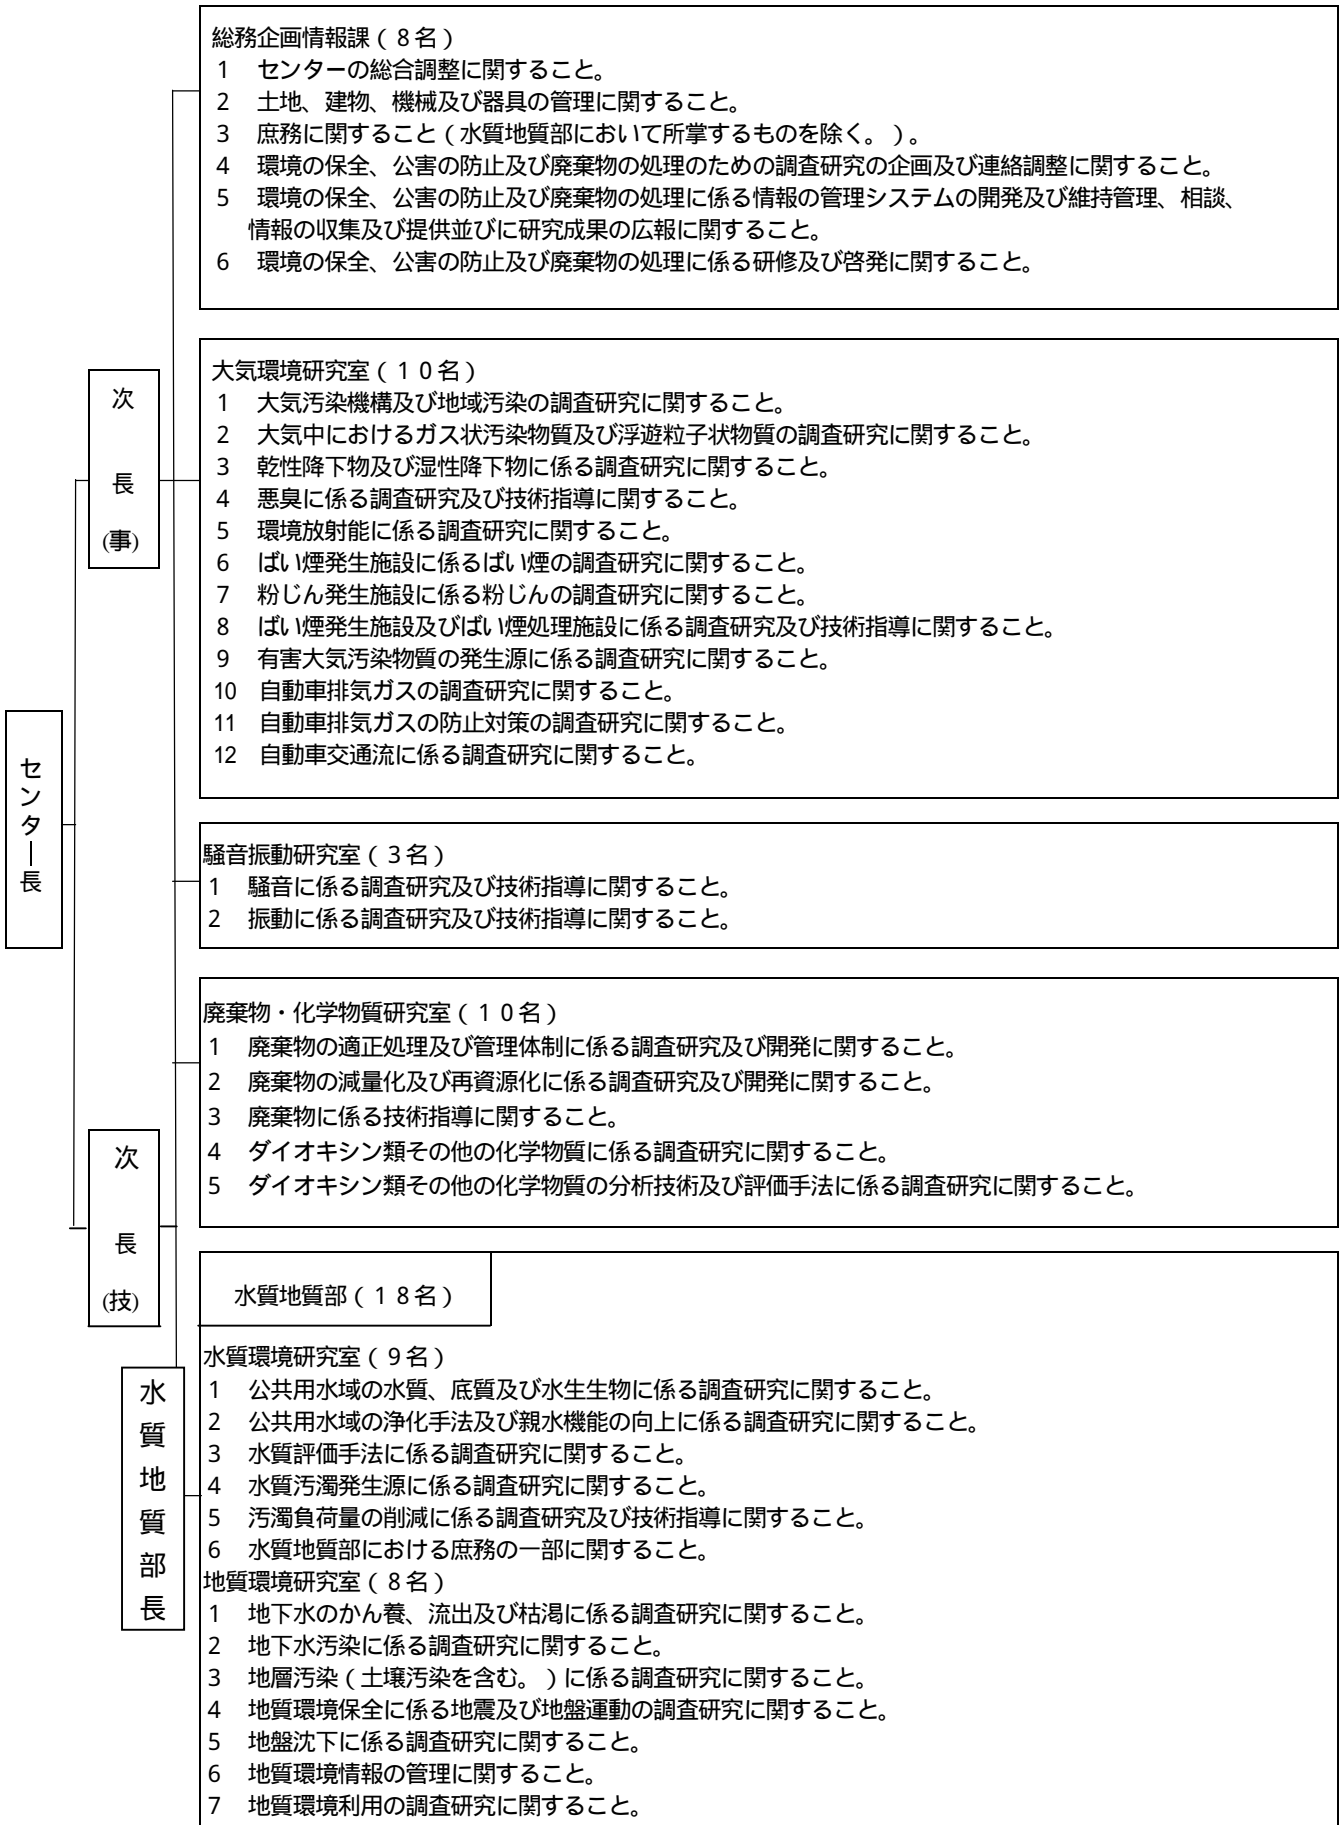 総務企画情報課(8名)
1 センターの総合調整に関すること。
2 土地、建物、機械及び器具の管理に関すること。
3 庶務に関すること(水質地質部において所掌するものを除く。)。
4 環境の保全、公害の防止及び廃棄物の処理のための調査研究の企画及び連絡調整に関すること。
5 環境の保全、公害の防止及び廃棄物の処理に係る情報の管理システムの開発及び維持管理、相談、
情報の収集及び提供並びに研究成果の広報に関すること。
6 環境の保全、公害の防止及び廃棄物の処理に係る研修及び啓発に関すること。
大気環境研究室(10名)
1 大気汚染機構及び地域汚染の調査研究に関すること。
2 大気中におけるガス状汚染物質及び浮遊粒子状物質の調査研究に関すること。
3 乾性降下物及び湿性降下物に係る調査研究に関すること。
4 悪臭に係る調査研究及び技術指導に関すること。
5 環境放射能に係る調査研究に関すること。
6 ばい煙発生施設に係るばい煙の調査研究に関すること。
7 粉じん発生施設に係る粉じんの調査研究に関すること。
8 ばい煙発生施設及びばい煙処理施設に係る調査研究及び技術指導に関すること。
9 有害大気汚染物質の発生源に係る調査研究に関すること。
10 自動車排気ガスの調査研究に関すること。
11 自動車排気ガスの防止対策の調査研究に関すること。
12 自動車交通流に係る調査研究に関すること。
次長(事)
センター長
騒音振動研究室(3名)
1 騒音に係る調査研究及び技術指導に関すること。
2 振動に係る調査研究及び技術指導に関すること。
廃棄物・化学物質研究室(10名)
1 廃棄物の適正処理及び管理体制に係る調査研究及び開発に関すること。
2 廃棄物の減量化及び再資源化に係る調査研究及び開発に関すること。
3 廃棄物に係る技術指導に関すること。
4 ダイオキシン類その他の化学物質に係る調査研究に関すること。
5 ダイオキシン類その他の化学物質の分析技術及び評価手法に係る調査研究に関すること。
次長(技)
水質地質部(18名)
水質地質部長
水質環境研究室(9名)
1 公共用水域の水質、底質及び水生生物に係る調査研究に関すること。
2 公共用水域の浄化手法及び親水機能の向上に係る調査研究に関すること。
3 水質評価手法に係る調査研究に関すること。
4 水質汚濁発生源に係る調査研究に関すること。
5 汚濁負荷量の削減に係る調査研究及び技術指導に関すること。
6 水質地質部における庶務の一部に関すること。
地質環境研究室(8名)
1 地下水のかん養、流出及び枯渇に係る調査研究に関すること。
2 地下水汚染に係る調査研究に関すること。
3 地層汚染(土壌汚染を含む。)に係る調査研究に関すること。
4 地質環境保全に係る地震及び地盤運動の調査研究に関すること。
5 地盤沈下に係る調査研究に関すること。
6 地質環境情報の管理に関すること。
7 地質環境利用の調査研究に関すること。